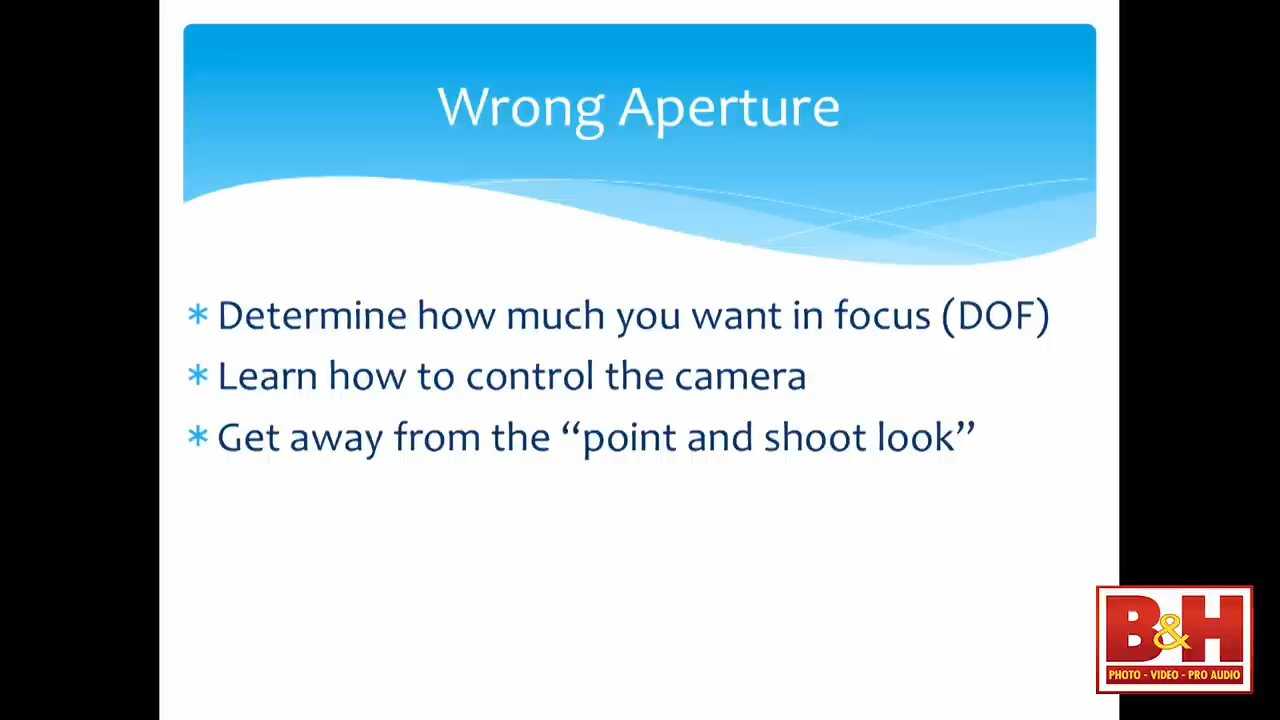 Wrong Aperture
* Determine how much you want in focus (DOF)
* Learn how to control the camera
* Get away from the “point and shoot look”
B&H
PHOTO - VIDEO - PRO AUDIO